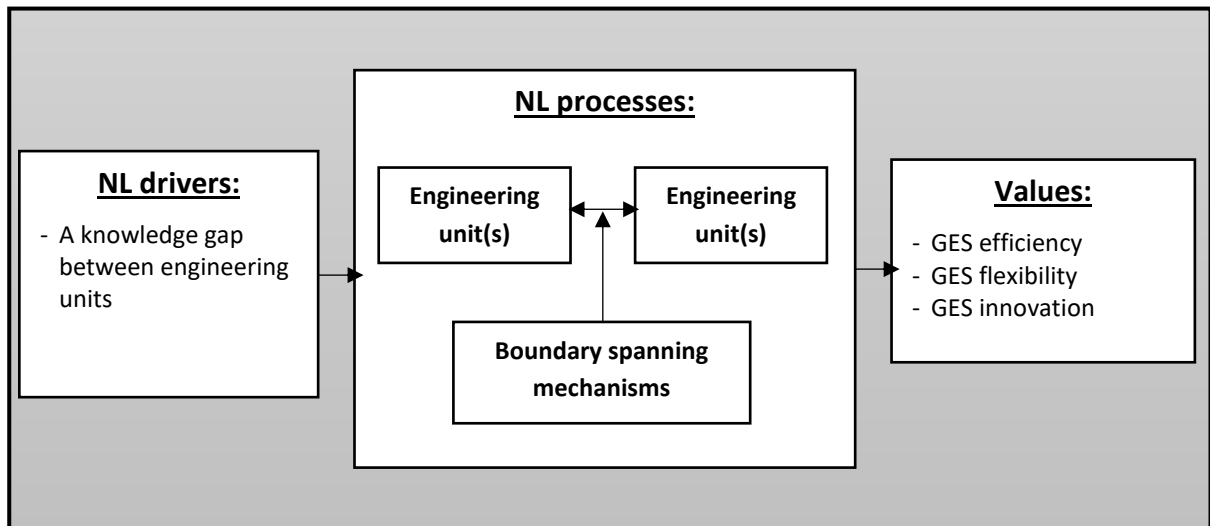 NL drivers:
- A knowledge gap
between engineering
units
NL processes:
Engineering
unit(s)
Engineering
unit(s)
Boundary spanning
mechanisms
Values:
- GES efficiency
- GES flexibility
- GES innovation